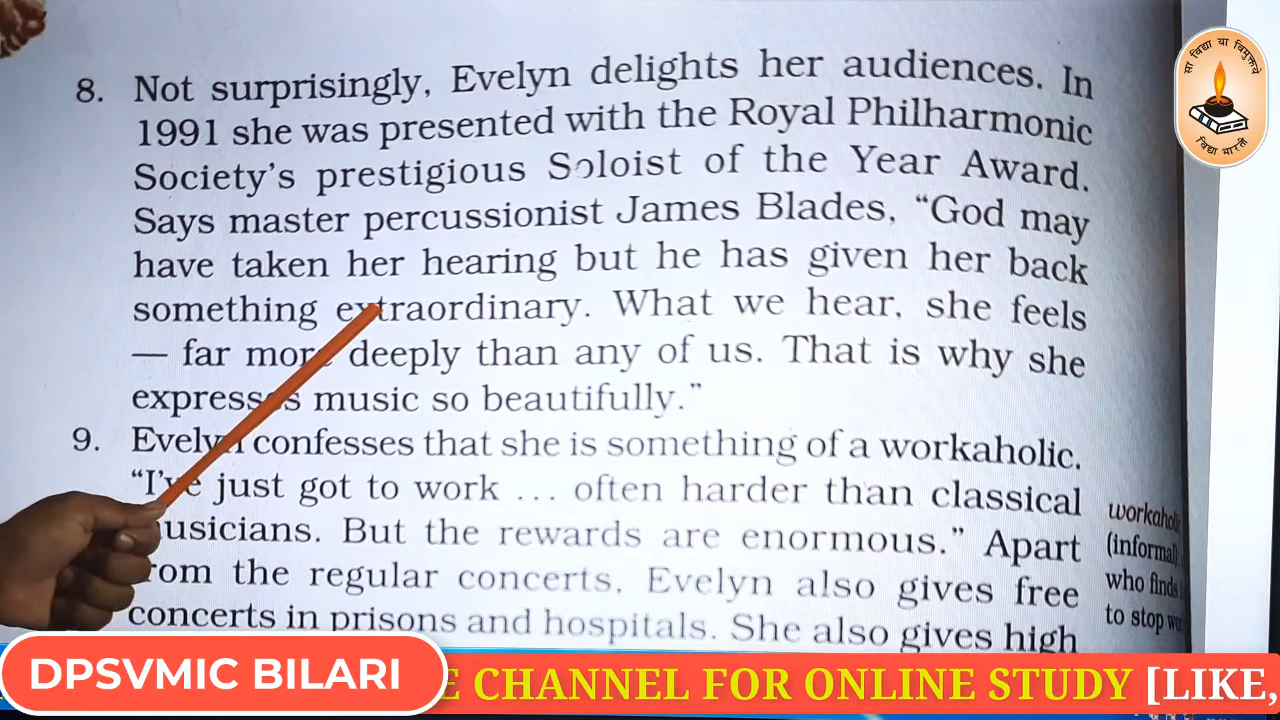 8. Not surprisingly, Evelyn delights her audiences. In
1991 she was presented with the Royal Philharmonic
Society's prestigious Soloist of the Year Award.
Says master percussionist James Blades, “God may
have taken her hearing but he has given her back
something extraordinary. What we hear, she feels
— far more deeply than any of us. That is why she
expresses music so beautifully.”
9. Evelyn confesses that she is something of a workaholic.
“I've just got to work ... often harder than classical
musicians. But the rewards are enormous.” Apart
from the regular concerts, Evelyn also gives free
concerts in prisons and hospitals. She also gives high
(informal)
who finds
to stop
सा विद्या या विमुक्तये
विद्या भारती
DPSVMIC BILARI
CHANNEL FOR ONLINE STUDY [LIKE,